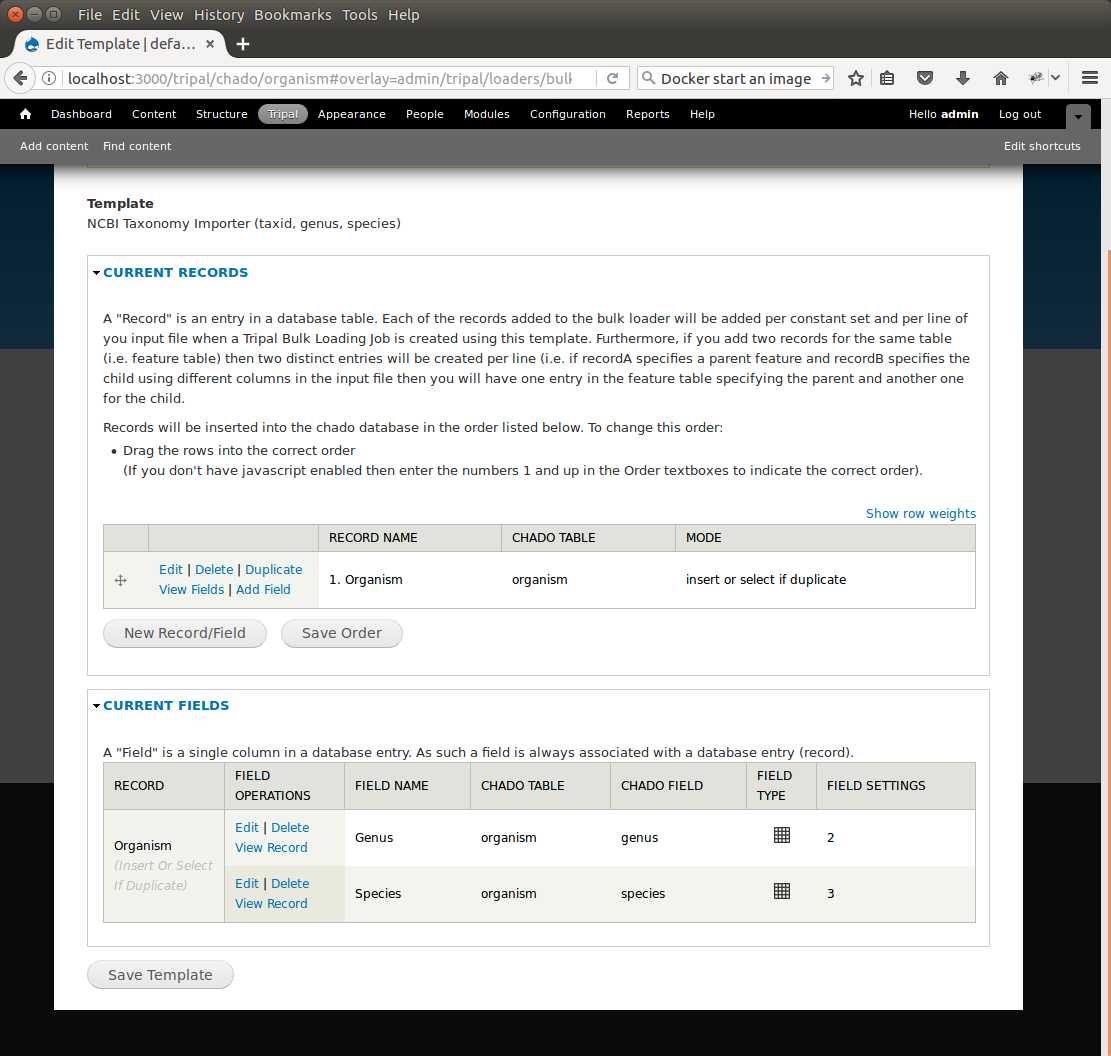 File Edit View History Bookmarks Tools Help
Edit Template | defa...
localhost:3000/tripal/chado/organism#overlay=admin/tripal/loaders/bulk
Docker start an image
Dashboard Content Structure Tripal Appearance People Modules Configuration Reports Help Hello admin Log out
Add content Find content Edit shortcuts
Template
NCBI Taxonomy Importer (taxid, genus, species)
CURRENT RECORDS
A "Record" is an entry in a database table. Each of the records added to the bulk loader will be added per constant set and per line of
you input file when a Tripal Bulk Loading Job is created using this template. Furthermore, if you add two records for the same table
(i.e. feature table) then two distinct entries will be created per line (i.e. if recordA specifies a parent feature and recordB specifies the
child using different columns in the input file then you will have one entry in the feature table specifying the parent and another one
for the child.
Records will be inserted into the chado database in the order listed below. To change this order:
• Drag the rows into the correct order
(If you don't have javascript enabled then enter the numbers 1 and up in the Order textboxes to indicate the correct order).
Show row weights
RECORD NAME CHADO TABLE MODE
Edit | Delete | Duplicate
View Fields | Add Field
1. Organism organism insert or select if duplicate
New Record/Field Save Order
CURRENT FIELDS
A "Field" is a single column in a database entry. As such a field is always associated with a database entry (record).
RECORD FIELD OPERATIONS FIELD NAME CHADO TABLE CHADO FIELD FIELD TYPE FIELD SETTINGS
Organism
(Insert Or Select
If Duplicate)
Edit | Delete
View Record
Genus organism genus 2
Edit | Delete
View Record
Species organism species 3
Save Template